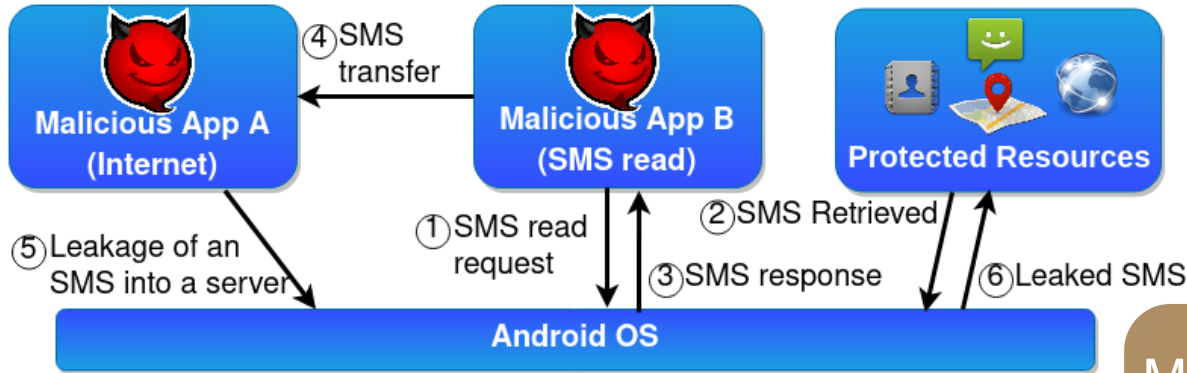 ④SMS
transfer
Malicious App A
(Internet)
Malicious App B
(SMS read)
Protected Resources
①SMS read
request
②SMS Retrieved
③SMS response
⑤Leakage of an
SMS into a server
⑥Leaked SMS
Android OS
M